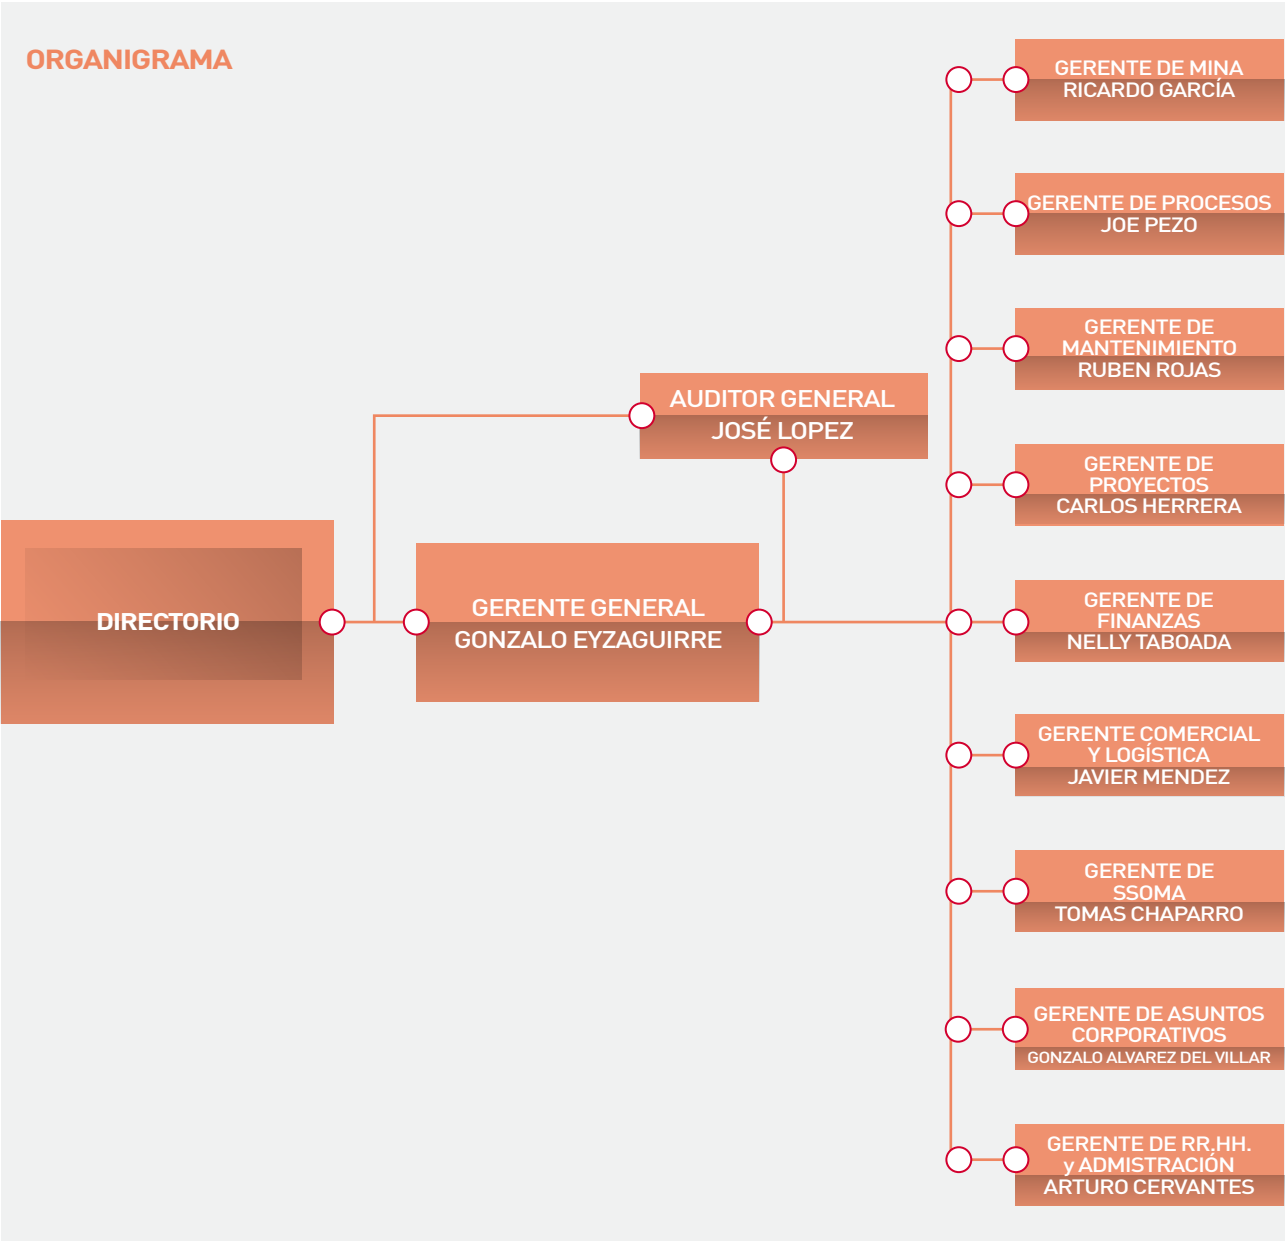 ORGANIGRAMA
GERENTE DE MINA
RICARDO GARCÍA
GERENTE DE PROCESOS
JOE PEZO
GERENTE DE
MANTENIMIENTO
RUBEN ROJAS
AUDITOR GENERAL
JOSÉ LOPEZ
GERENTE DE
PROYECTOS
CARLOS HERRERA
DIRECTORIO
GERENTE GENERAL
GONZALO EYZAGUIRRE
GERENTE DE
FINANZAS
NELLY TABOADA
GERENTE COMERCIAL
Y LOGÍSTICA
JAVIER MENDEZ
GERENTE DE
SSOMA
TOMAS CHAPARRO
GERENTE DE ASUNTOS
CORPORATIVOS
GONZALO ALVAREZ DEL VILLAR
GERENTE DE RR.HH.
y ADMISTRACIÓN
ARTURO CERVANTES